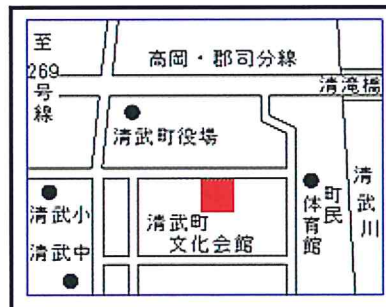 至
269
号
線
高岡・郡司分線
清滝橋
清武町役場
清武小
清武中
清武町
文化会館
町民
体育館
清武川